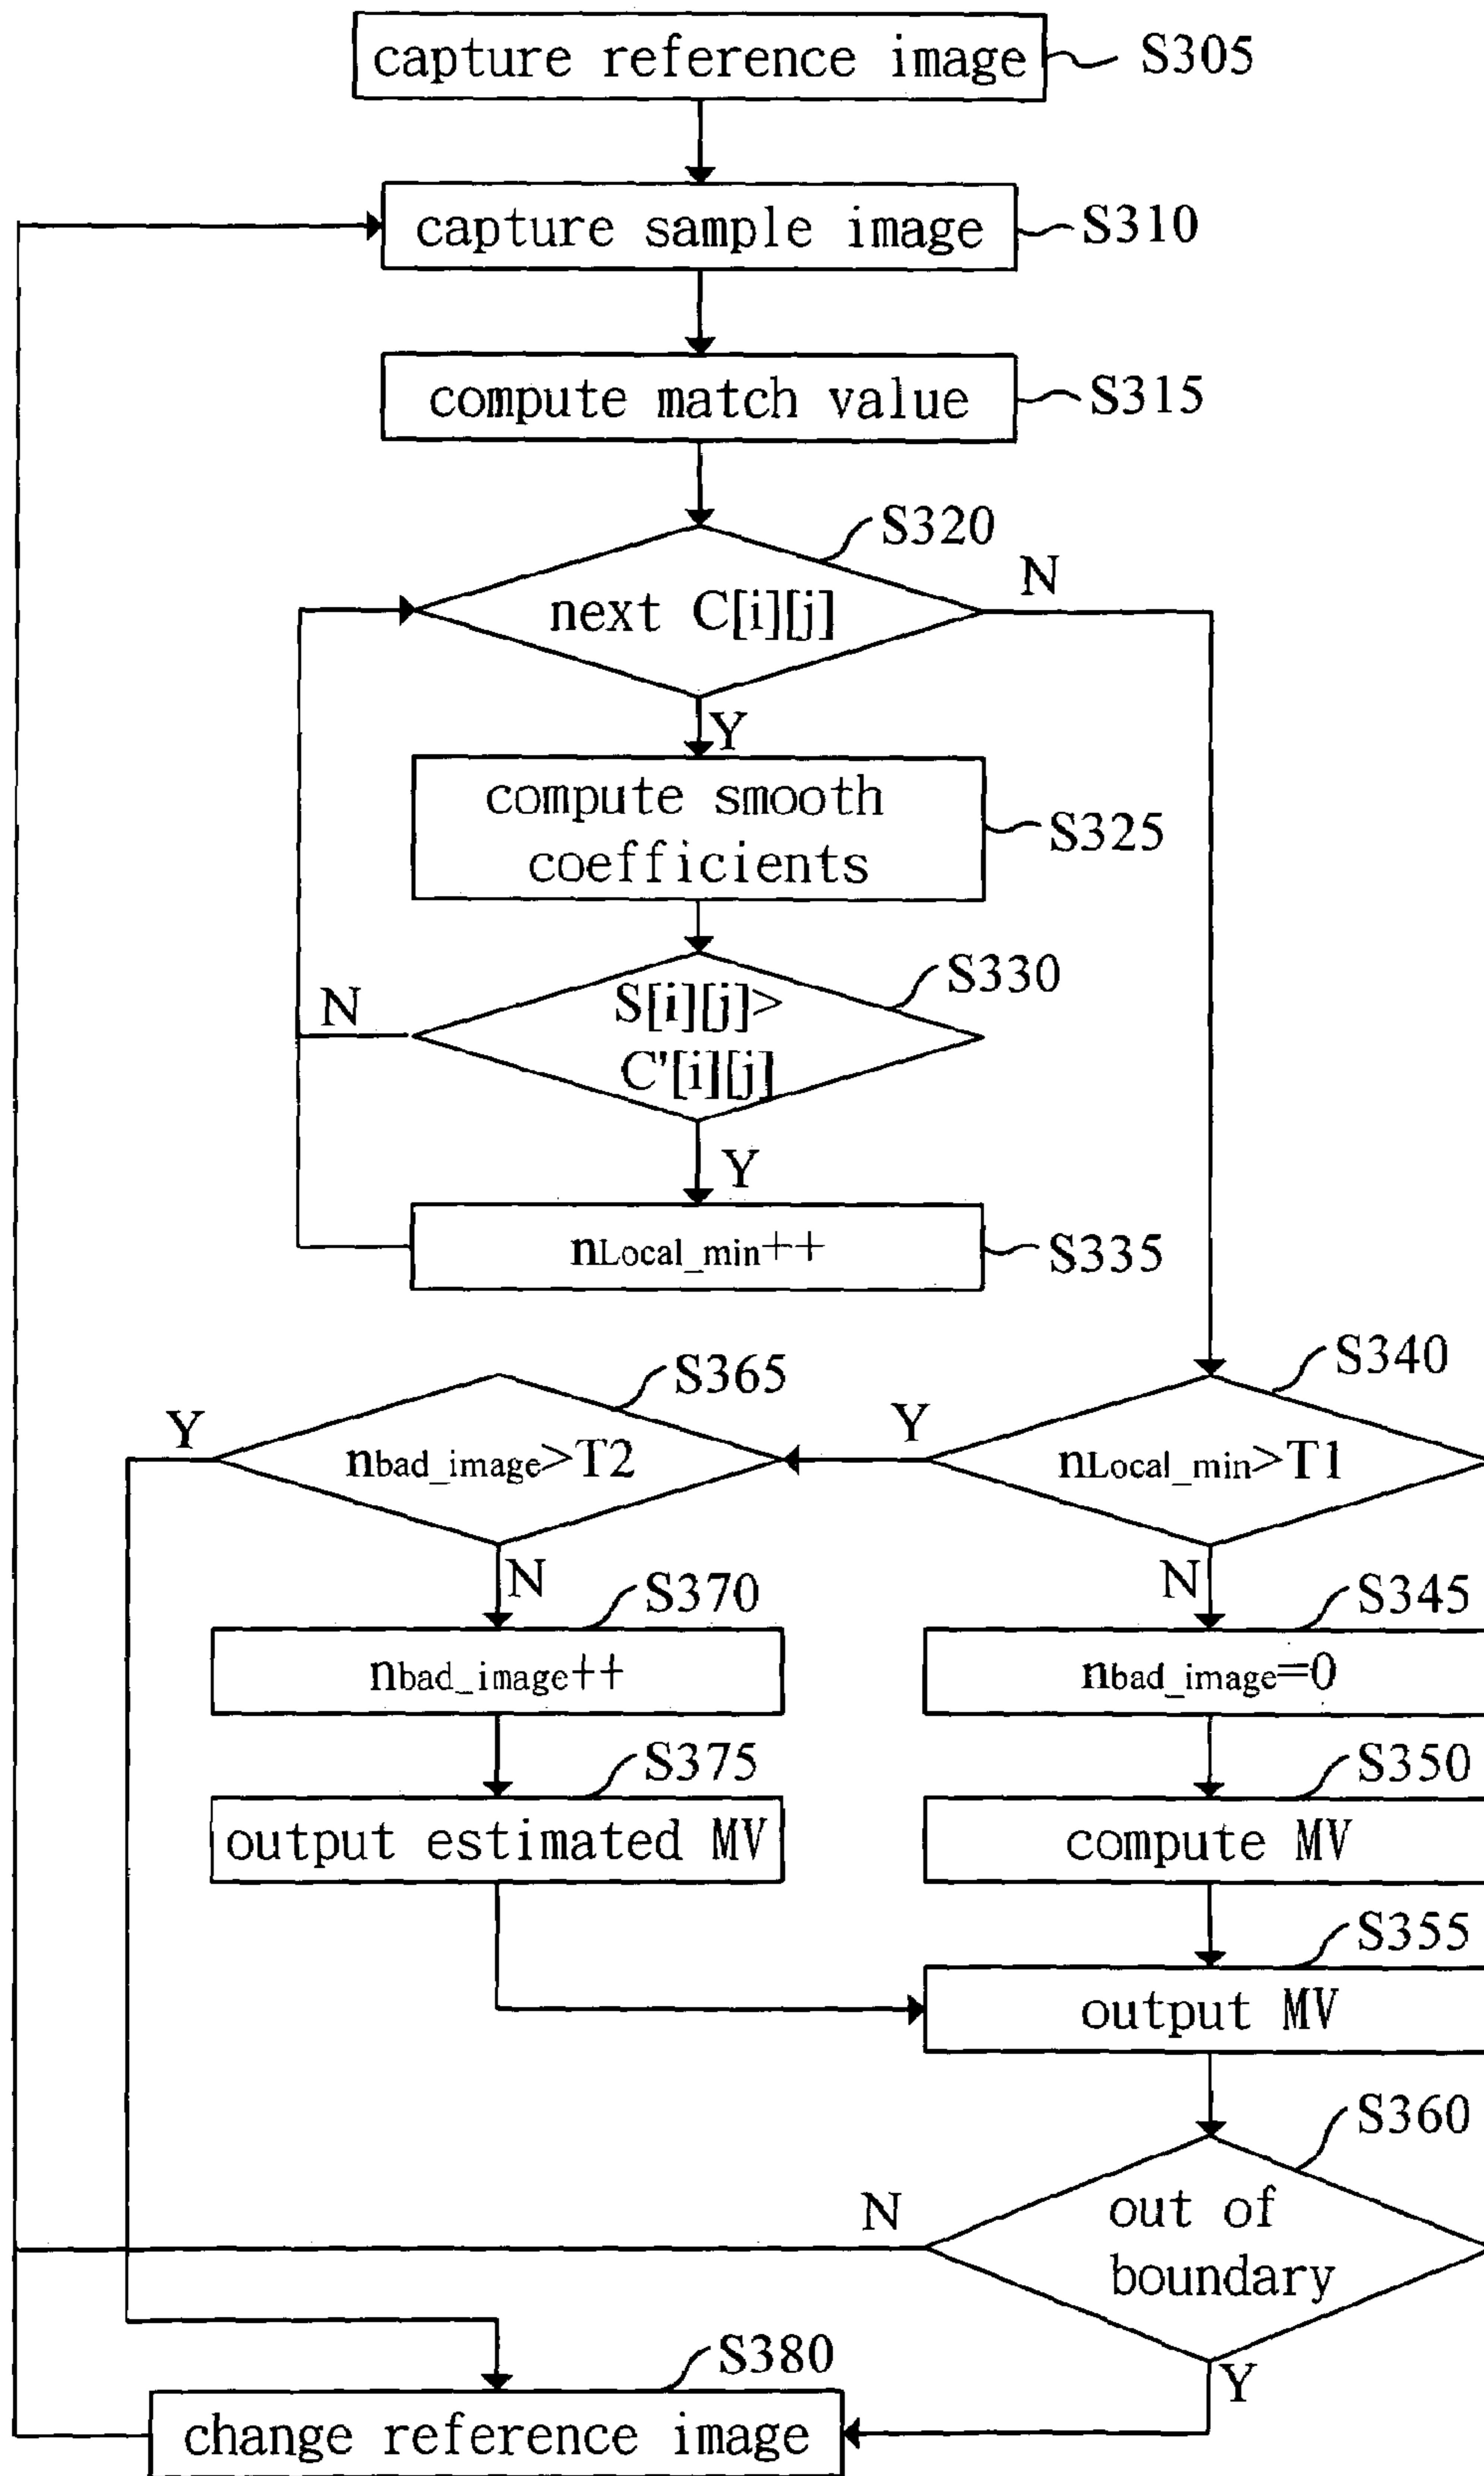 capture reference image
S305
capture sample image
S310
compute match value
S315
S320
next C[i][j]
N
Y
compute smooth
coefficients
S325
S330
S[i][j]>
C'[i][j]
N
Y
nLocal_min++
S335
S340
nLocal_min>T1
Y
N
S365
nbad_image>T2
Y
N
S370
nbad_image++
S345
nbad_image=0
S375
output estimated MV
S350
compute MV
S355
output MV
S360
out of
boundary
N
Y
S380
change reference image